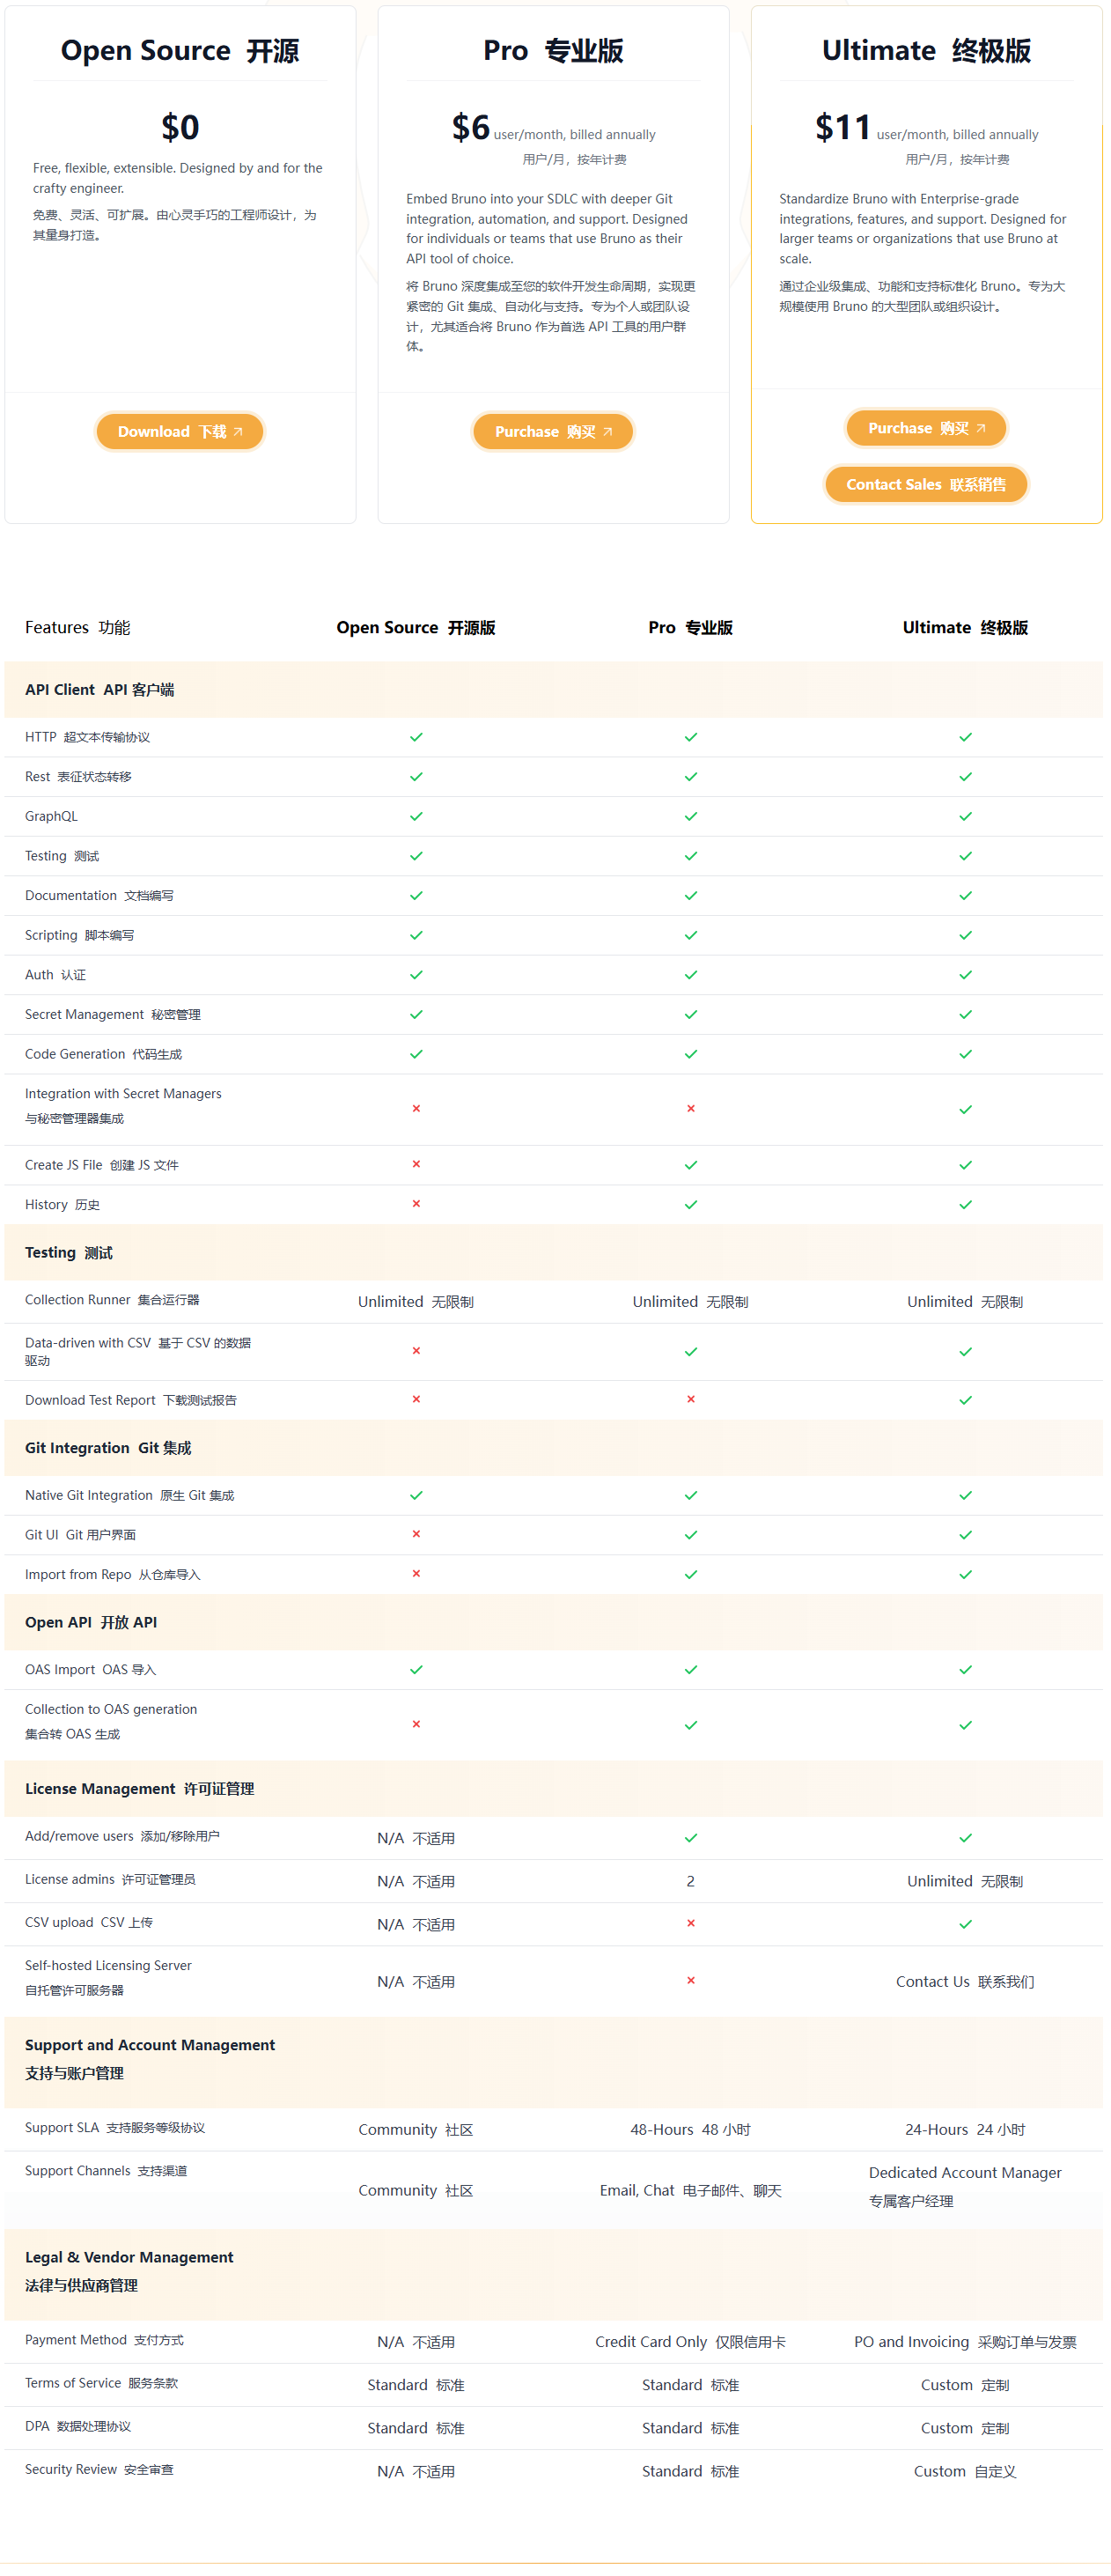 Open Source 开源
$0
Free, flexible, extensible. Designed by and for the
crafty engineer.
免费、灵活、可扩展。由心灵手巧的工程师设计，为
其量身打造。
Download 下载
Pro 专业版
$6 user/month, billed annually
用户/月，按年计费
Embed Bruno into your SDLC with deeper Git
integration, automation, and support. Designed
for individuals or teams that use Bruno as their
API tool of choice.
将 Bruno 深度集成至您的软件开发生命周期，实现更
紧密的 Git 集成、自动化与支持。专为个人或团队设
计，尤其适合将 Bruno 作为首选 API 工具的用户群
体。
Purchase 购买
Ultimate 终极版
$11 user/month, billed annually
用户/月，按年计费
Standardize Bruno with Enterprise-grade
integrations, features, and support. Designed for
larger teams or organizations that use Bruno at
scale.
通过企业级集成、功能和支持标准化 Bruno。专为大
规模使用 Bruno 的大型团队或组织设计。
Purchase 购买
Contact Sales 联系销售
Features 功能 Open Source 开源版 Pro 专业版 Ultimate 终极版
API Client API 客户端
HTTP 超文本传输协议
Rest 表征状态转移
GraphQL
Testing 测试
Documentation 文档编写
Scripting 脚本编写
Auth 认证
Secret Management 秘密管理
Code Generation 代码生成
Integration with Secret Managers
与秘密管理器集成
Create JS File 创建 JS 文件
History 历史
Testing 测试
Collection Runner 集合运行器 Unlimited 无限制 Unlimited 无限制 Unlimited 无限制
Data-driven with CSV 基于 CSV 的数据
驱动
Download Test Report 下载测试报告
Git Integration Git 集成
Native Git Integration 原生 Git 集成
Git UI Git 用户界面
Import from Repo 从仓库导入
Open API 开放 API
OAS Import OAS 导入
Collection to OAS generation
集合转 OAS 生成
License Management 许可证管理
Add/remove users 添加/移除用户 N/A 不适用
License admins 许可证管理员 N/A 不适用 2 Unlimited 无限制
CSV upload CSV 上传 N/A 不适用
Self-hosted Licensing Server
自托管许可服务器
N/A 不适用 Contact Us 联系我们
Support and Account Management
支持与账户管理
Support SLA 支持服务等级协议 Community 社区 48-Hours 48 小时 24-Hours 24 小时
Support Channels 支持渠道 Community 社区 Email, Chat 电子邮件、聊天 Dedicated Account Manager
专属客户经理
Legal & Vendor Management
法律与供应商管理
Payment Method 支付方式 N/A 不适用 Credit Card Only 仅限信用卡 PO and Invoicing 采购订单与发票
Terms of Service 服务条款 Standard 标准 Standard 标准 Custom 定制
DPA 数据处理协议 Standard 标准 Standard 标准 Custom 定制
Security Review 安全审查 N/A 不适用 Standard 标准 Custom 自定义